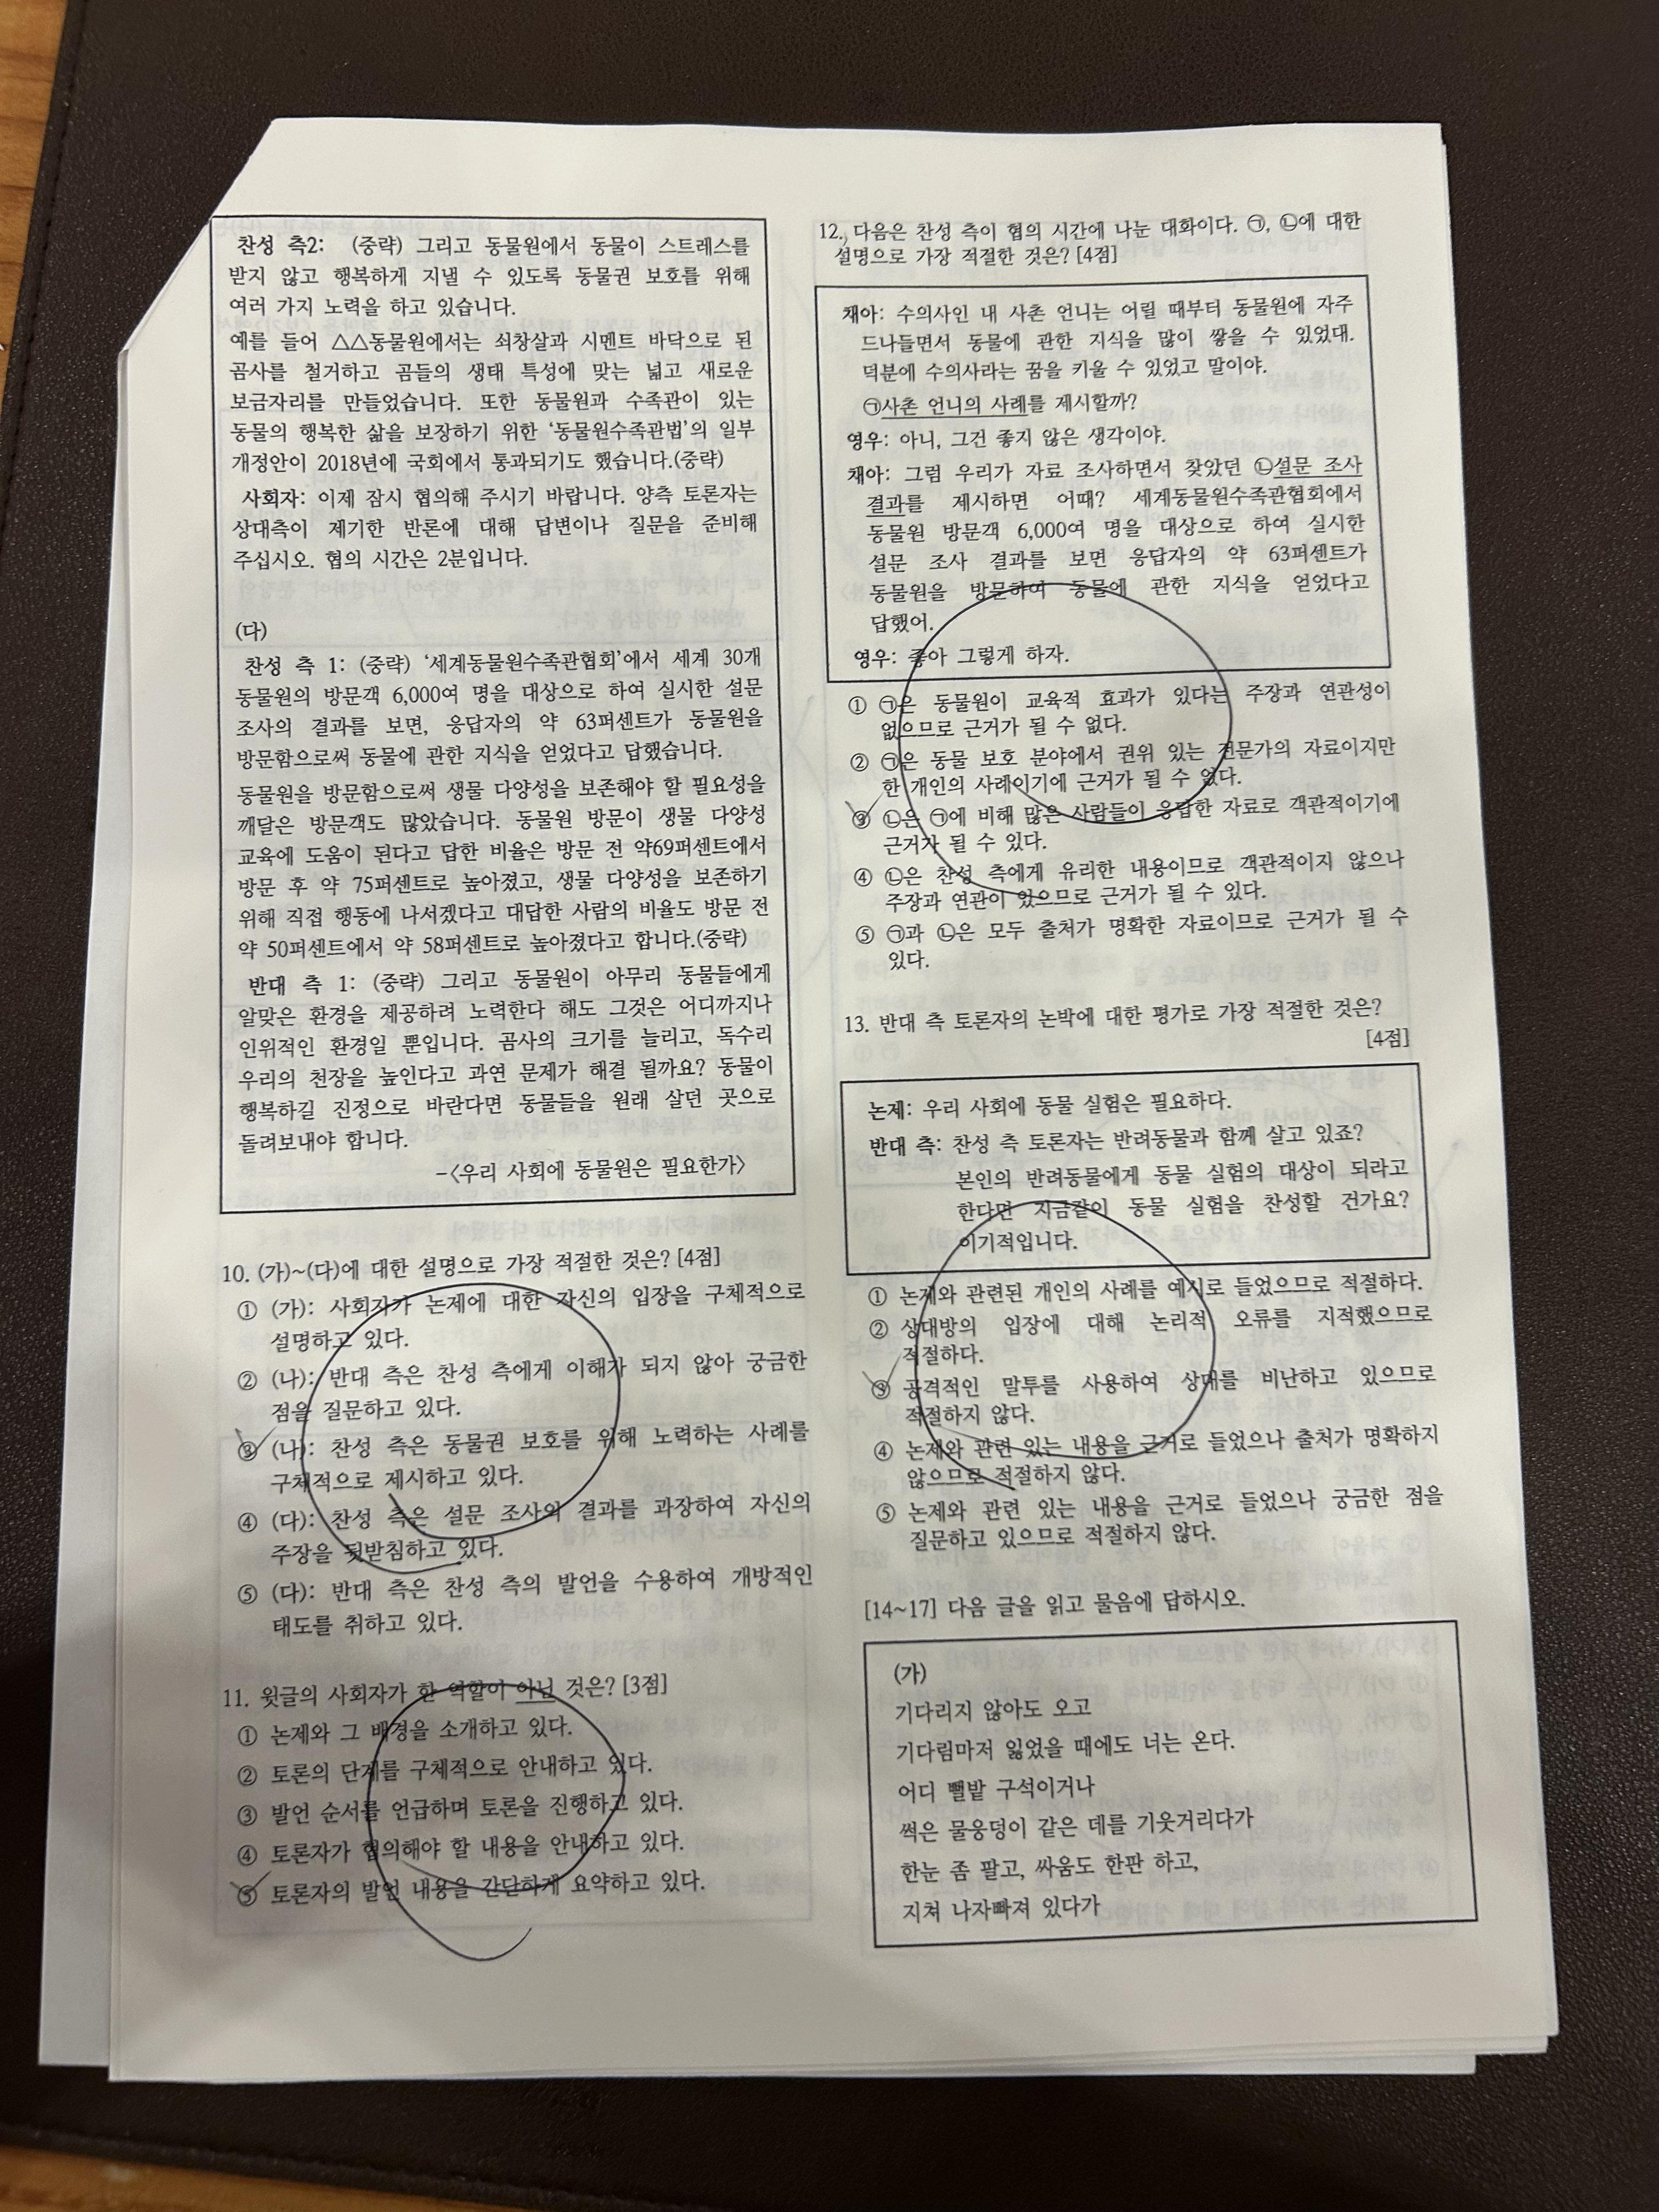 찬성 측2: (중략) 그리고 동물원에서 동물이 스트레스를
받지 않고 행복하게 지낼 수 있도록 동물권 보호를 위해
여러 가지 노력을 하고 있습니다.
예를 들어 △△동물원에서는 쇠창살과 시멘트 바닥으로 된
곰사를 철거하고 곰들의 생태 특성에 맞는 넓고 새로운
보금자리를 만들었습니다. 또한 동물원과 수족관이 있는
동물의 행복한 삶을 보장하기 위한 ‘동물원수족관법’의 일부
개정안이 2018년에 국회에서 통과되기도 했습니다.(중략)
사회자: 이제 잠시 협의해 주시기 바랍니다. 양측 토론자는
상대측이 제기한 반론에 대해 답변이나 질문을 준비해
주십시오. 협의 시간은 2분입니다.
(다)
찬성 측 1: (중략) ‘세계동물원수족관협회’에서 세계 30개
동물원의 방문객 6,000여 명을 대상으로 하여 실시한 설문
조사의 결과를 보면, 응답자의 약 63퍼센트가 동물원을
방문함으로써 동물에 관한 지식을 얻었다고 답했습니다.
동물원을 방문함으로써 생물 다양성을 보존해야 할 필요성을
깨달은 방문객도 많았습니다. 동물원 방문이 생물 다양성
교육에 도움이 된다고 답한 비율은 방문 전 약69퍼센트에서
방문 후 약 75퍼센트로 높아졌고, 생물 다양성을 보존하기
위해 직접 행동에 나서겠다고 대답한 사람의 비율도 방문 전
약 50퍼센트에서 약 58퍼센트로 높아졌다고 합니다.(중략)
반대 측 1: (중략) 그리고 동물원이 아무리 동물들에게
알맞은 환경을 제공하려 노력한다 해도 그것은 어디까지나
인위적인 환경일 뿐입니다. 곰사의 크기를 늘리고, 독수리
우리의 천장을 높인다고 과연 문제가 해결 될까요? 동물이
행복하길 진정으로 바란다면 동물들을 원래 살던 곳으로
돌려보내야 합니다.
-〈우리 사회에 동물원은 필요한가〉
10. (가)~(다)에 대한 설명으로 가장 적절한 것은? [4점]
① (가): 사회자가 논제에 대한 자신의 입장을 구체적으로
설명하고 있다.
② (나): 반대 측은 찬성 측에게 이해가 되지 않아 궁금한
점을 질문하고 있다.
③ (나): 찬성 측은 동물권 보호를 위해 노력하는 사례를
구체적으로 제시하고 있다.
④ (다): 찬성 측은 설문 조사의 결과를 과장하여 자신의
주장을 뒷받침하고 있다.
⑤ (다): 반대 측은 찬성 측의 발언을 수용하여 개방적인
태도를 취하고 있다.
11. 윗글의 사회자가 한 역할이 아닌 것은? [3점]
① 논제와 그 배경을 소개하고 있다.
② 토론의 단계를 구체적으로 안내하고 있다.
③ 발언 순서를 언급하며 토론을 진행하고 있다.
④ 토론자가 협의해야 할 내용을 안내하고 있다.
⑤ 토론자의 발언 내용을 간단하게 요약하고 있다.
12. 다음은 찬성 측이 협의 시간에 나눈 대화이다. ㉠, ㉡에 대한
설명으로 가장 적절한 것은? [4점]
채아: 수의사인 내 사촌 언니는 어릴 때부터 동물원에 자주
드나들면서 동물에 관한 지식을 많이 쌓을 수 있었대.
덕분에 수의사라는 꿈을 키울 수 있었고 말이야.
㉠사촌 언니의 사례를 제시할까?
영우: 아니, 그건 좋지 않은 생각이야.
채아: 그럼 우리가 자료 조사하면서 찾았던 ㉡설문 조사
결과를 제시하면 어때? 세계동물원수족관협회에서
동물원 방문객 6,000여 명을 대상으로 하여 실시한
설문 조사 결과를 보면 응답자의 약 63퍼센트가
동물원을 방문하여 동물에 관한 지식을 얻었다고
답했어.
영우: 좋아 그렇게 하자.
① ㉠은 동물원이 교육적 효과가 있다는 주장과 연관성이
없으므로 근거가 될 수 없다.
② ㉠은 동물 보호 분야에서 권위 있는 전문가의 자료이지만
한 개인의 사례이기에 근거가 될 수 없다.
③ ㉡은 ㉠에 비해 많은 사람들이 응답한 자료로 객관적이기에
근거가 될 수 있다.
④ ㉡은 찬성 측에게 유리한 내용이므로 객관적이지 않으나
주장과 연관이 있으므로 근거가 될 수 있다.
⑤ ㉠과 ㉡은 모두 출처가 명확한 자료이므로 근거가 될 수
있다.
13. 반대 측 토론자의 논박에 대한 평가로 가장 적절한 것은?
[4점]
논제: 우리 사회에 동물 실험은 필요하다.
반대 측: 찬성 측 토론자는 반려동물과 함께 살고 있죠?
본인의 반려동물에게 동물 실험의 대상이 되라고
한다면 지금같이 동물 실험을 찬성할 건가요?
이기적입니다.
① 논제와 관련된 개인의 사례를 예시로 들었으므로 적절하다.
② 상대방의 입장에 대해 논리적 오류를 지적했으므로
적절하다.
③ 공격적인 말투를 사용하여 상대를 비난하고 있으므로
적절하지 않다.
④ 논제와 관련 있는 내용을 근거로 들었으나 출처가 명확하지
않으므로 적절하지 않다.
⑤ 논제와 관련 있는 내용을 근거로 들었으나 궁금한 점을
질문하고 있으므로 적절하지 않다.
[14~17] 다음 글을 읽고 물음에 답하시오.
(가)
기다리지 않아도 오고
기다림마저 잃었을 때에도 너는 온다.
어디 뻘밭 구석이거나
썩은 물웅덩이 같은 데를 기웃거리다가
한눈 좀 팔고, 싸움도 한판 하고,
지쳐 나자빠져 있다가